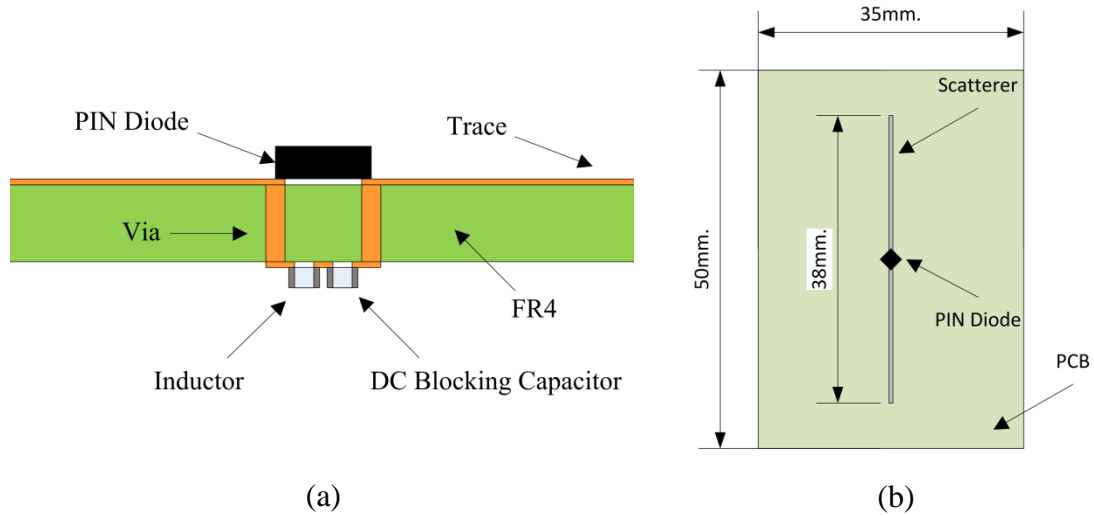 PIN Diode
Trace
Via
FR4
Inductor
DC Blocking Capacitor
(a)
35mm.
Scatterer
50mm.
38mm.
PIN Diode
PCB
(b)